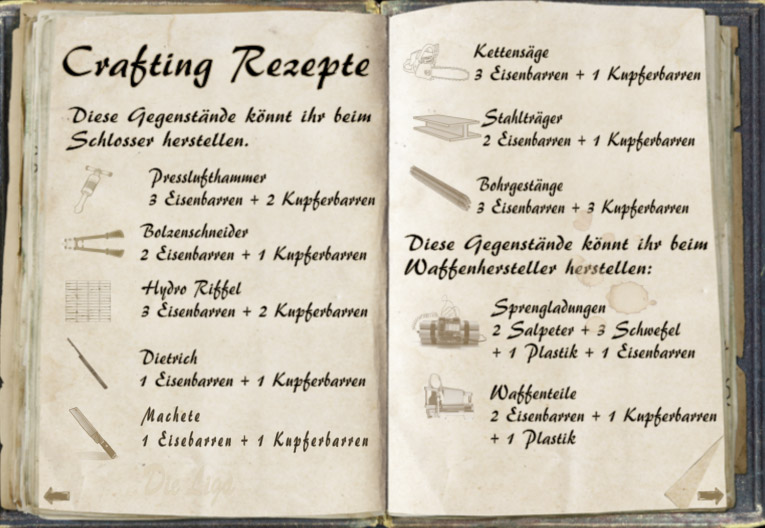 Crafting Rezepte
Diese Gegenstände könnt ihr beim
Schlosser herstellen.
Presslufthammer
3 Eisenbarren + 2 Kupferbarren
Bolzenschneider
2 Eisenbarren + 1 Kupferbarren
Hydro Riffel
3 Eisenbarren + 2 Kupferbarren
Dietrich
1 Eisenbarren + 1 Kupferbarren
Machete
1 Eisebarren + 1 Kupferbarren
Kettensäge
3 Eisenbarren + 1 Kupferbarren
Stahlträger
2 Eisenbarren + 1 Kupferbarren
Bohrgestänge
3 Eisenbarren + 3 Kupferbarren
Diese Gegenstände könnt ihr beim
Waffenhersteller herstellen:
Sprengladungen
2 Salpeter + 3 Schwefel
+ 1 Plastik + 1 Eisenbarren
Waffenteile
2 Eisenbarren + 1 Kupferbarren
+ 1 Plastik